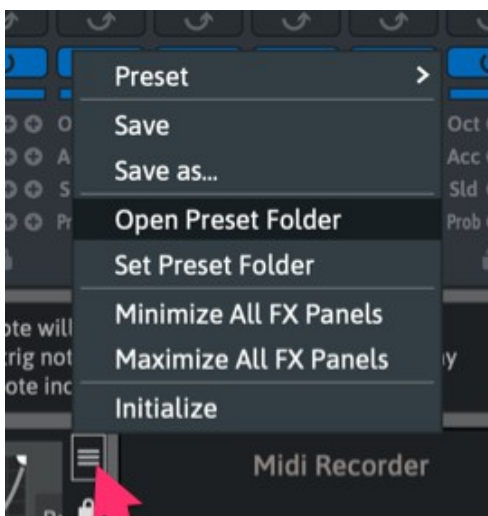 Preset
Save
Save as...
Open Preset Folder
Set Preset Folder
Minimize All FX Panels
Maximize All FX Panels
Initialize
Oct
Acc
Sld
Prob
ote will
trig not
ote inc
Midi Recorder